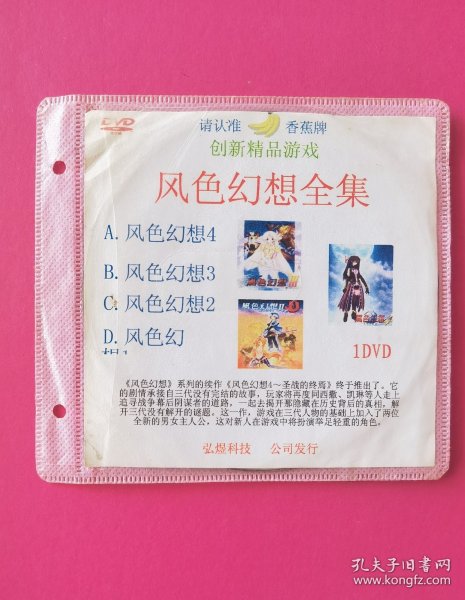 DVD
请认准 香蕉牌
创新精品游戏
风色幻想全集
A. 风色幻想4
B. 风色幻想3
C. 风色幻想2
D. 风色幻
想1
1DVD
《风色幻想》系列的续作《风色幻想4～圣战的终焉》终于推出了。它
的剧情承接自三代没有完结的故事，玩家将再度同西撒、凯琳等人走上
追寻战争幕后阴谋者的道路，一起去揭开那隐藏在历史背后的真相，解
开三代没有解开的谜题。这一作，游戏在三代人物的基础上加入了两位
全新的男女主人公，这对新人在游戏中将扮演举足轻重的角色。
弘煜科技 公司发行
孔夫子旧书网
www.kongfz.com